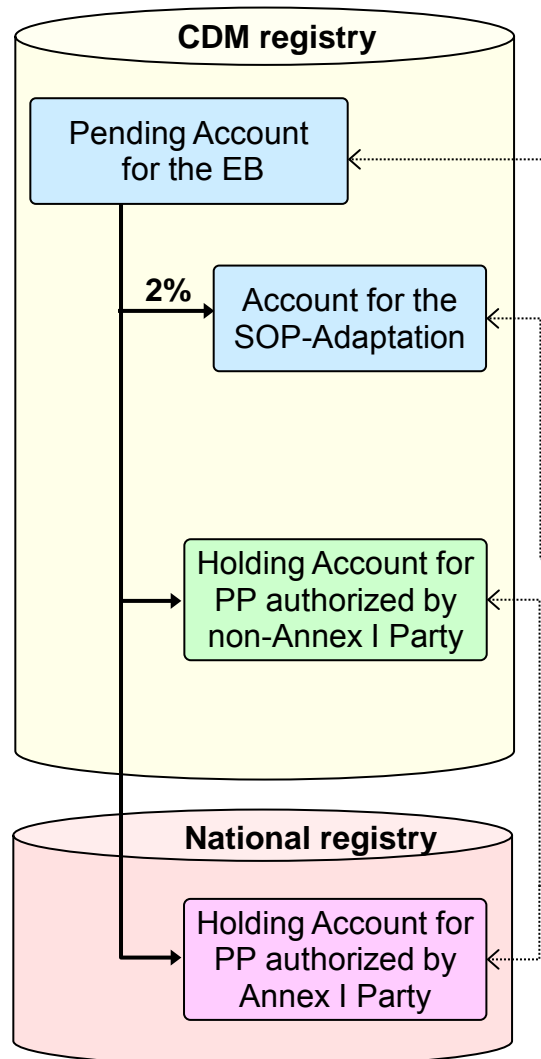 CDM registry
Pending Account
for the EB
2%
Account for the
SOP-Adaptation
Holding Account for
PP authorized by
non-Annex I Party
National registry
Holding Account for
PP authorized by
Annex I Party